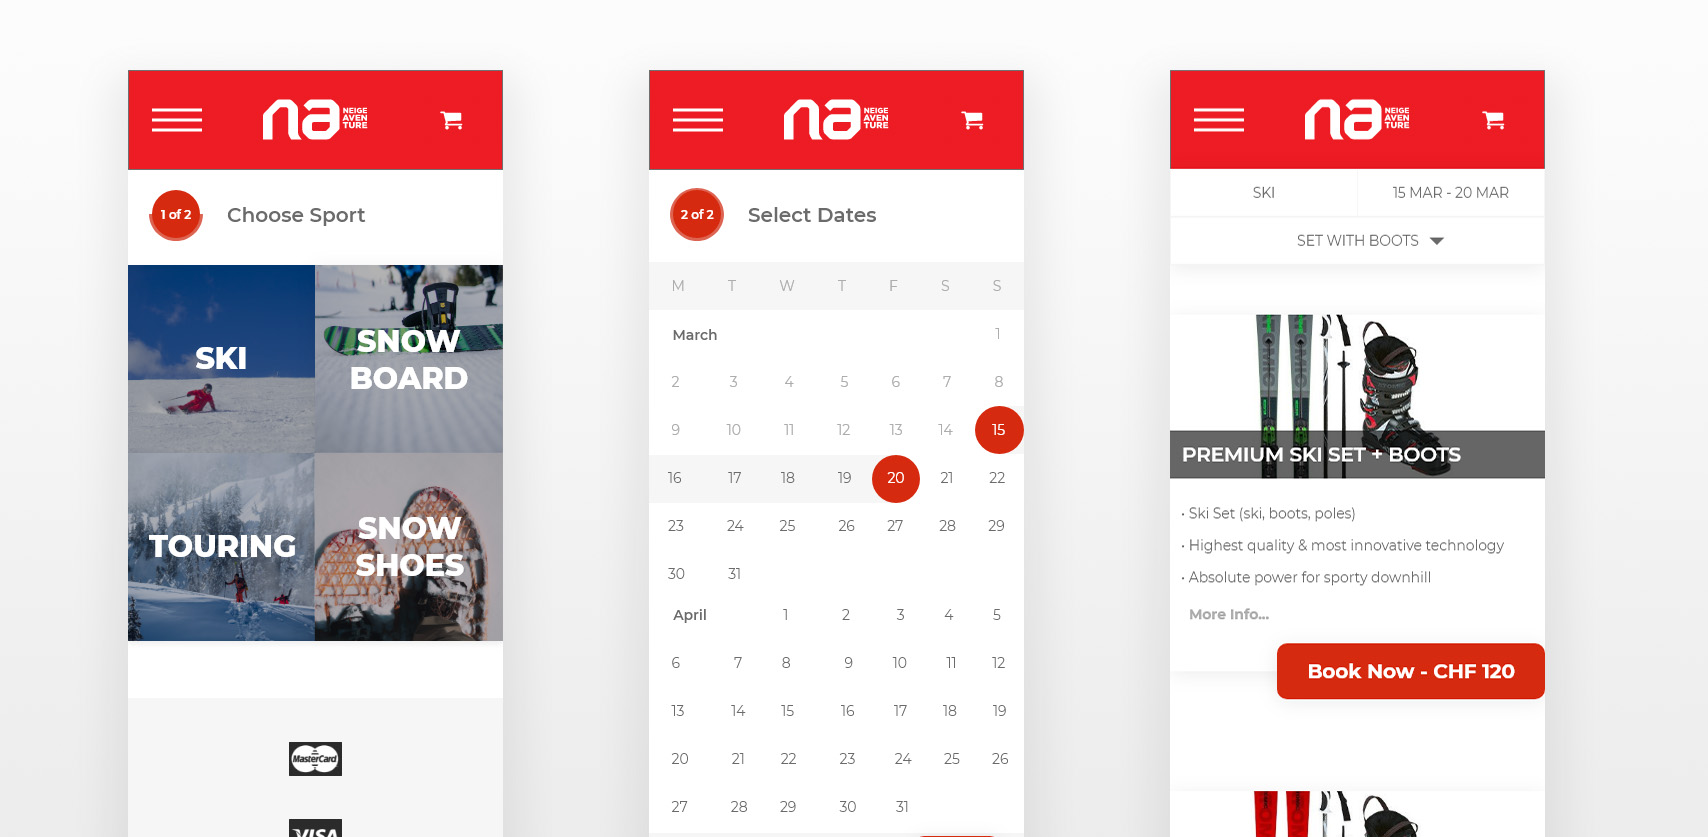 na NEIGE
AVEN
TURE
1 of 2 Choose Sport
SKI
SNOW
BOARD
TOURING
SNOW
SHOES
MasterCard
VISA
na NEIGE
AVEN
TURE
2 of 2 Select Dates
M T W T F S S
March 1
2 3 4 5 6 7 8
9 10 11 12 13 14 15
16 17 18 19 20 21 22
23 24 25 26 27 28 29
30 31
April 1 2 3 4 5
6 7 8 9 10 11 12
13 14 15 16 17 18 19
20 21 22 23 24 25 26
27 28 29 30 31
na NEIGE
AVEN
TURE
SKI 15 MAR - 20 MAR
SET WITH BOOTS
ATOMIC
PREMIUM SKI SET + BOOTS
• Ski Set (ski, boots, poles)
• Highest quality & most innovative technology
• Absolute power for sporty downhill
More Info...
Book Now - CHF 120